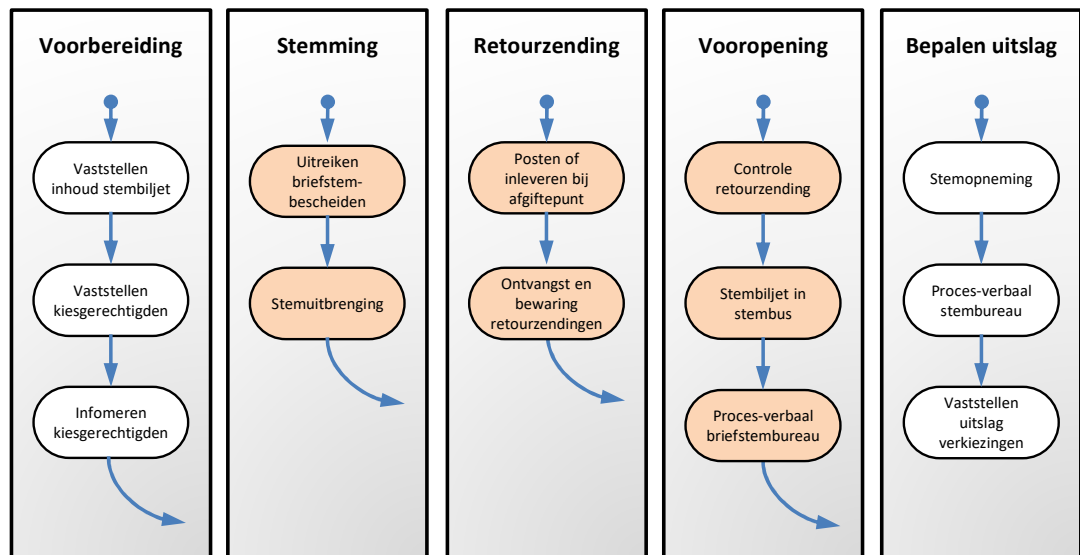 Voorbereiding
Vaststellen
inhoud stembiljet
Vaststellen
kiesgerechtigden
Infomeren
kiesgerechtigden
Stemming
Uitreiken
briefstem-
bescheiden
Stemuitbrenging
Retourzending
Posten of
inleveren bij
afgiftepunt
Ontvangst en
bewaring
retourzendingen
Vooropening
Controle
retourzending
Stembiljet in
stembus
Proces-verbaal
briefstembureau
Bepalen uitslag
Stemopneming
Proces-verbaal
stembureau
Vaststellen
uitslag
verkiezingen